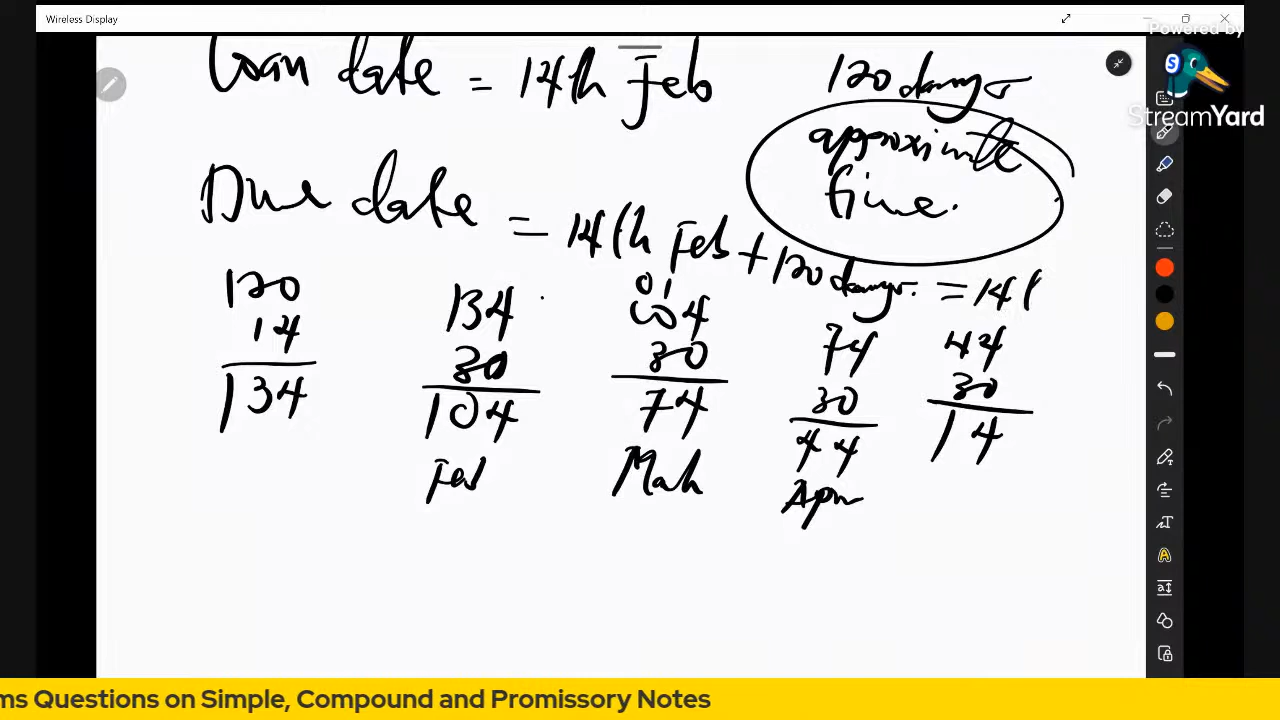 Wireless Display
Powered by
StreamYard
Loan date = 14th Feb
120 days
approximate
time.
Due date = 14th Feb + 120 days. = 14
120
14
134
134
30
104
Feb
01
104
30
74
Mah
74
30
44
Apr
44
30
14
ms Questions on Simple, Compound and Promissory Notes